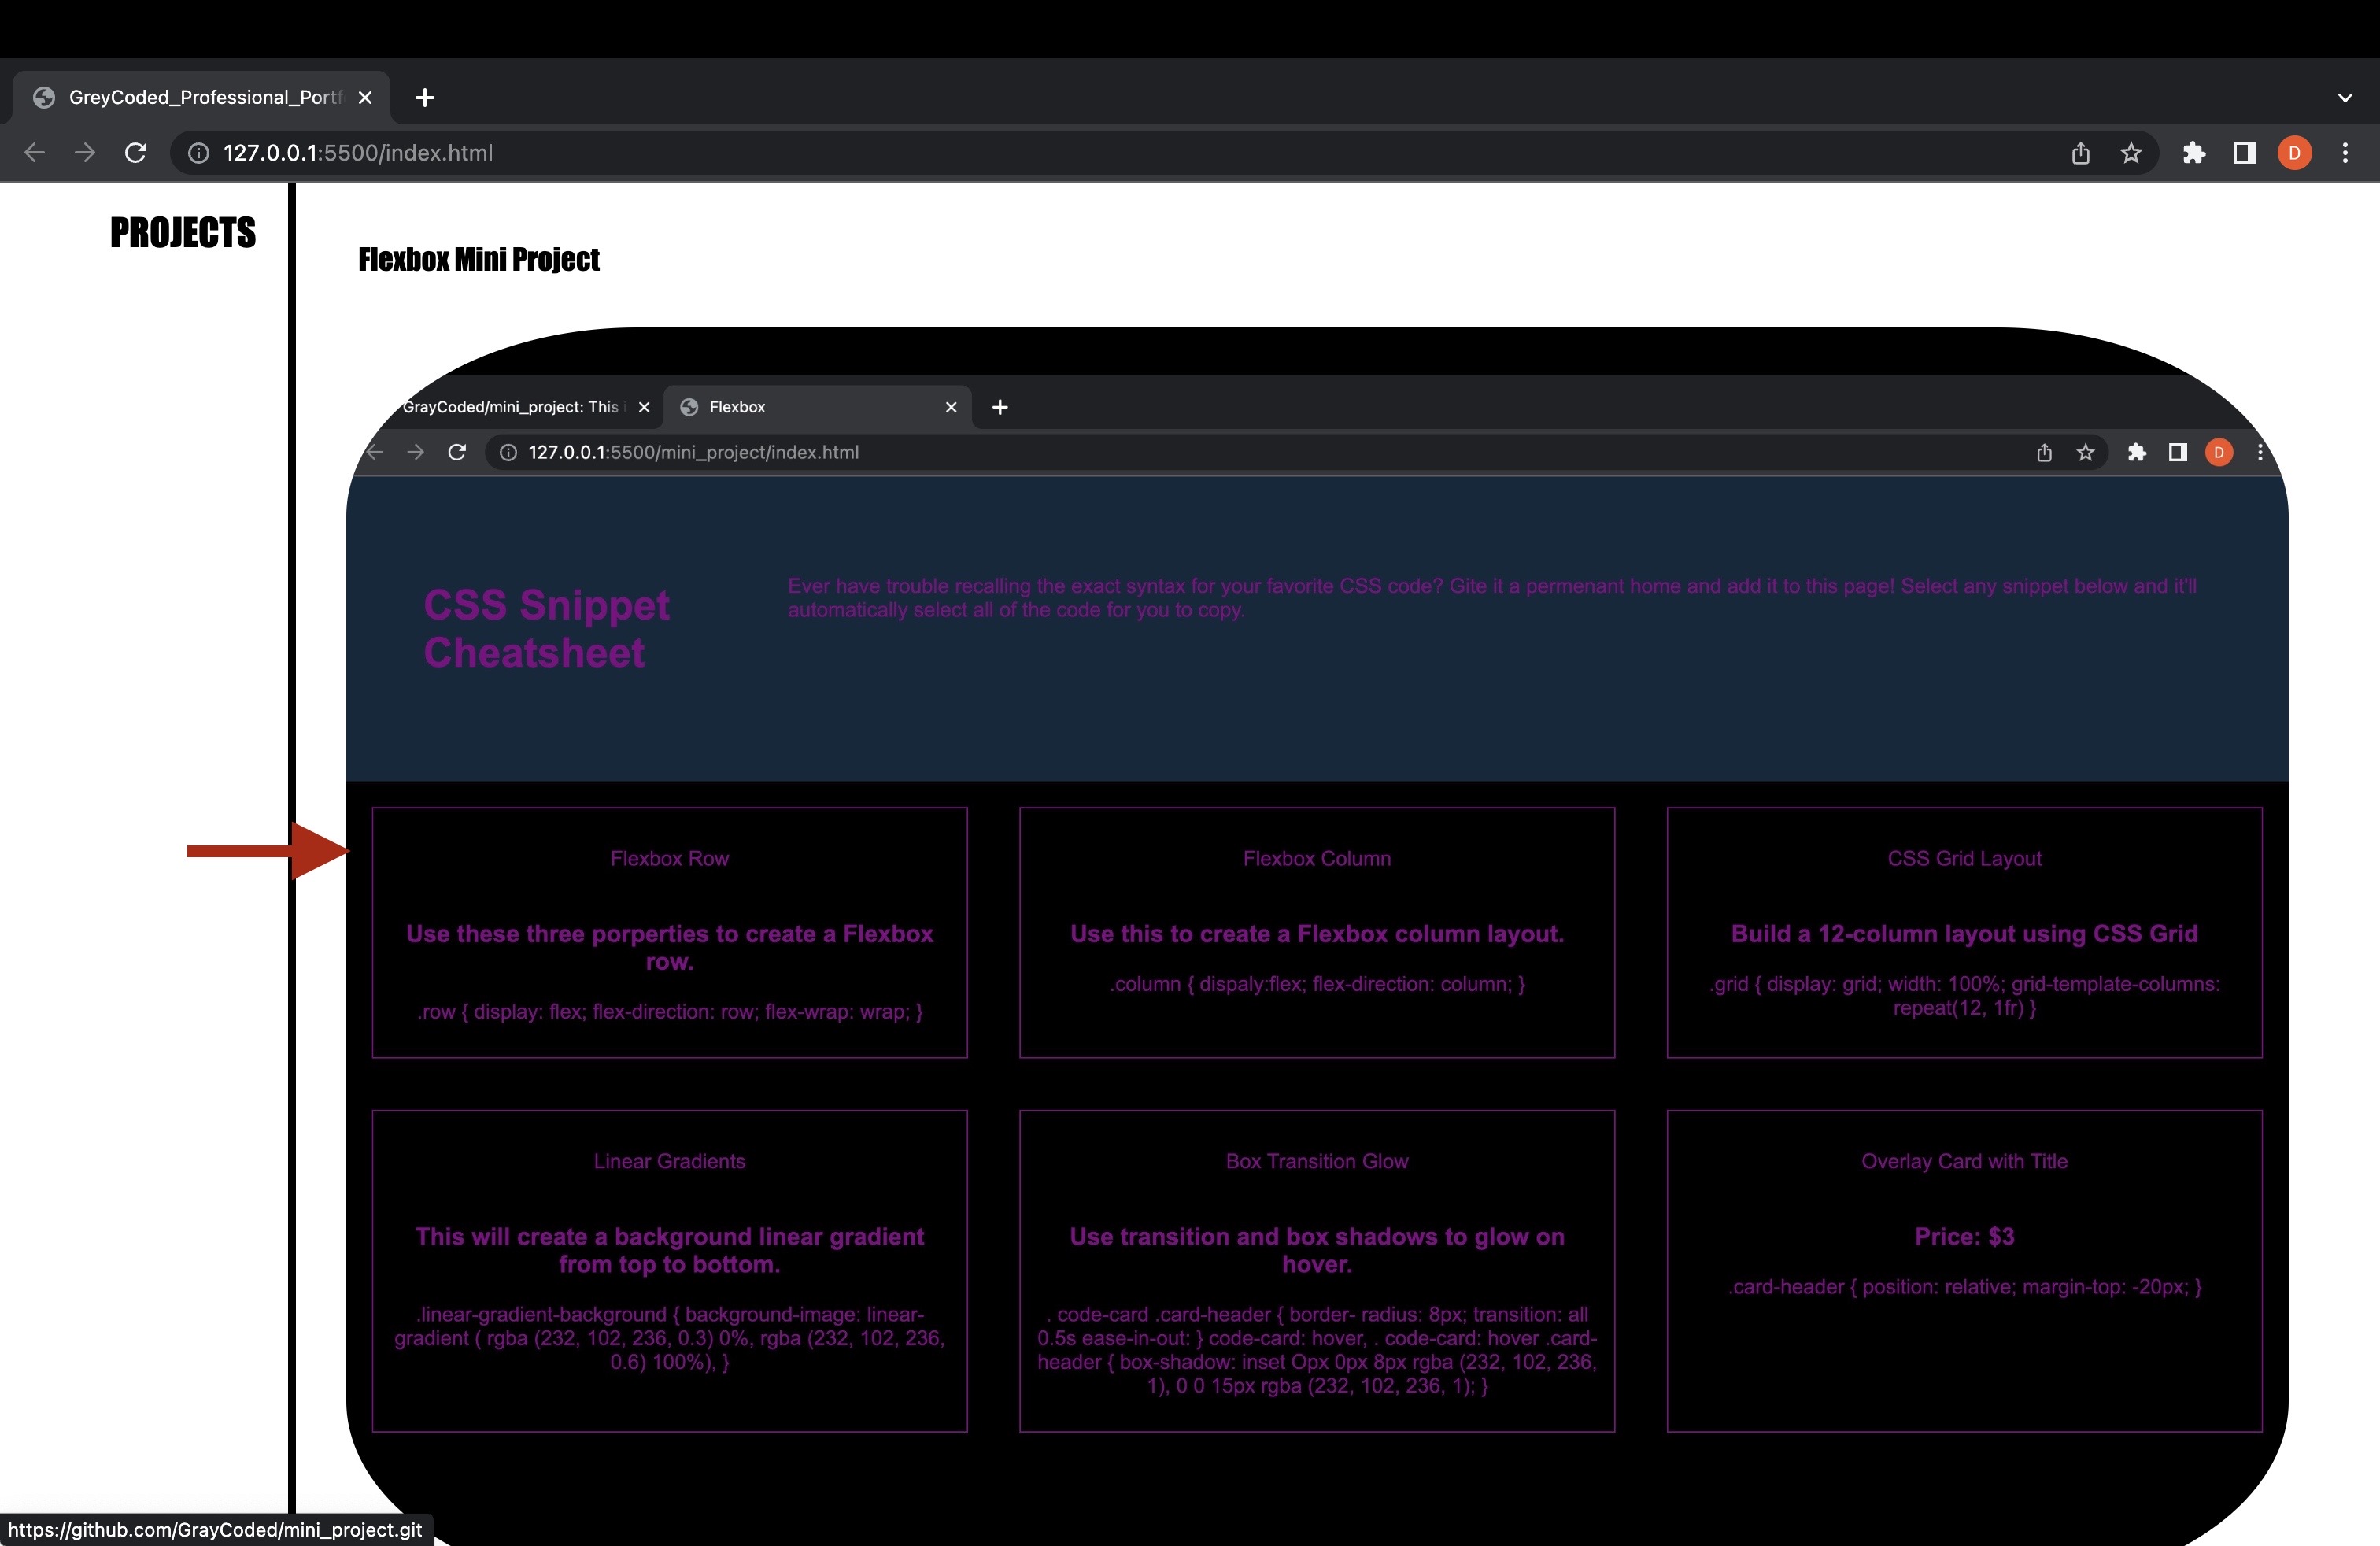 GreyCoded_Professional_Portf
127.0.0.1:5500/index.html
D
PROJECTS
Flexbox Mini Project
GrayCoded/mini_project: This i
Flexbox
127.0.0.1:5500/mini_project/index.html
D
CSS Snippet
Cheatsheet
Ever have trouble recalling the exact syntax for your favorite CSS code? Gite it a permenant home and add it to this page! Select any snippet below and it'll
automatically select all of the code for you to copy.
Flexbox Row
Use these three porperties to create a Flexbox
row.
.row { display: flex; flex-direction: row; flex-wrap: wrap; }
Flexbox Column
Use this to create a Flexbox column layout.
.column { dispaly:flex; flex-direction: column; }
CSS Grid Layout
Build a 12-column layout using CSS Grid
.grid { display: grid; width: 100%; grid-template-columns:
repeat(12, 1fr) }
Linear Gradients
This will create a background linear gradient
from top to bottom.
.linear-gradient-background { background-image: linear-
gradient ( rgba (232, 102, 236, 0.3) 0%, rgba (232, 102, 236,
0.6) 100%), }
Box Transition Glow
Use transition and box shadows to glow on
hover.
. code-card .card-header { border- radius: 8px; transition: all
0.5s ease-in-out: } code-card: hover, . code-card: hover .card-
header { box-shadow: inset Opx 0px 8px rgba (232, 102, 236,
1), 0 0 15px rgba (232, 102, 236, 1); }
Overlay Card with Title
Price: $3
.card-header { position: relative; margin-top: -20px; }
https://github.com/GrayCoded/mini_project.git